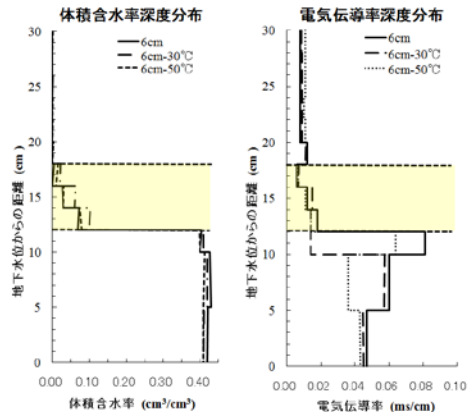 体積含水率深度分布
30
25
20
15
10
5
0
地下水位からの距離 (cm)
6cm
6cm-30℃
6cm-50℃
0.00 0.10 0.20 0.30 0.40
体積含水率 (cm³/cm³)
電気伝導率深度分布
30
25
20
15
10
5
0
地下水位からの距離 (cm)
6cm
6cm-30℃
6cm-50℃
0.00 0.02 0.04 0.06 0.08 0.10
電気伝導率 (ms/cm)